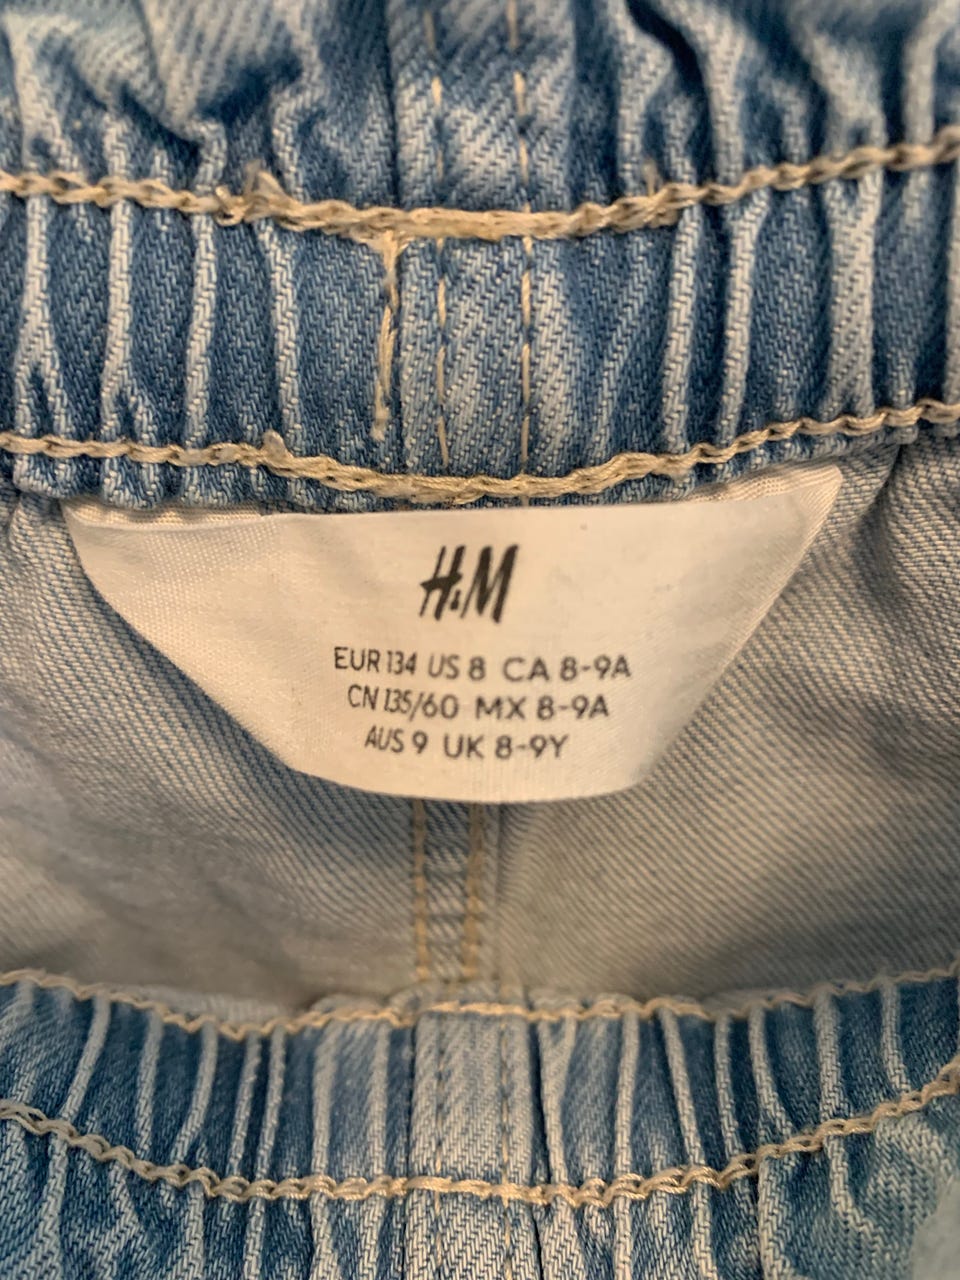 H&M
EUR 134 US 8 CA 8-9A
CN 135/60 MX 8-9A
AUS 9 UK 8-9Y